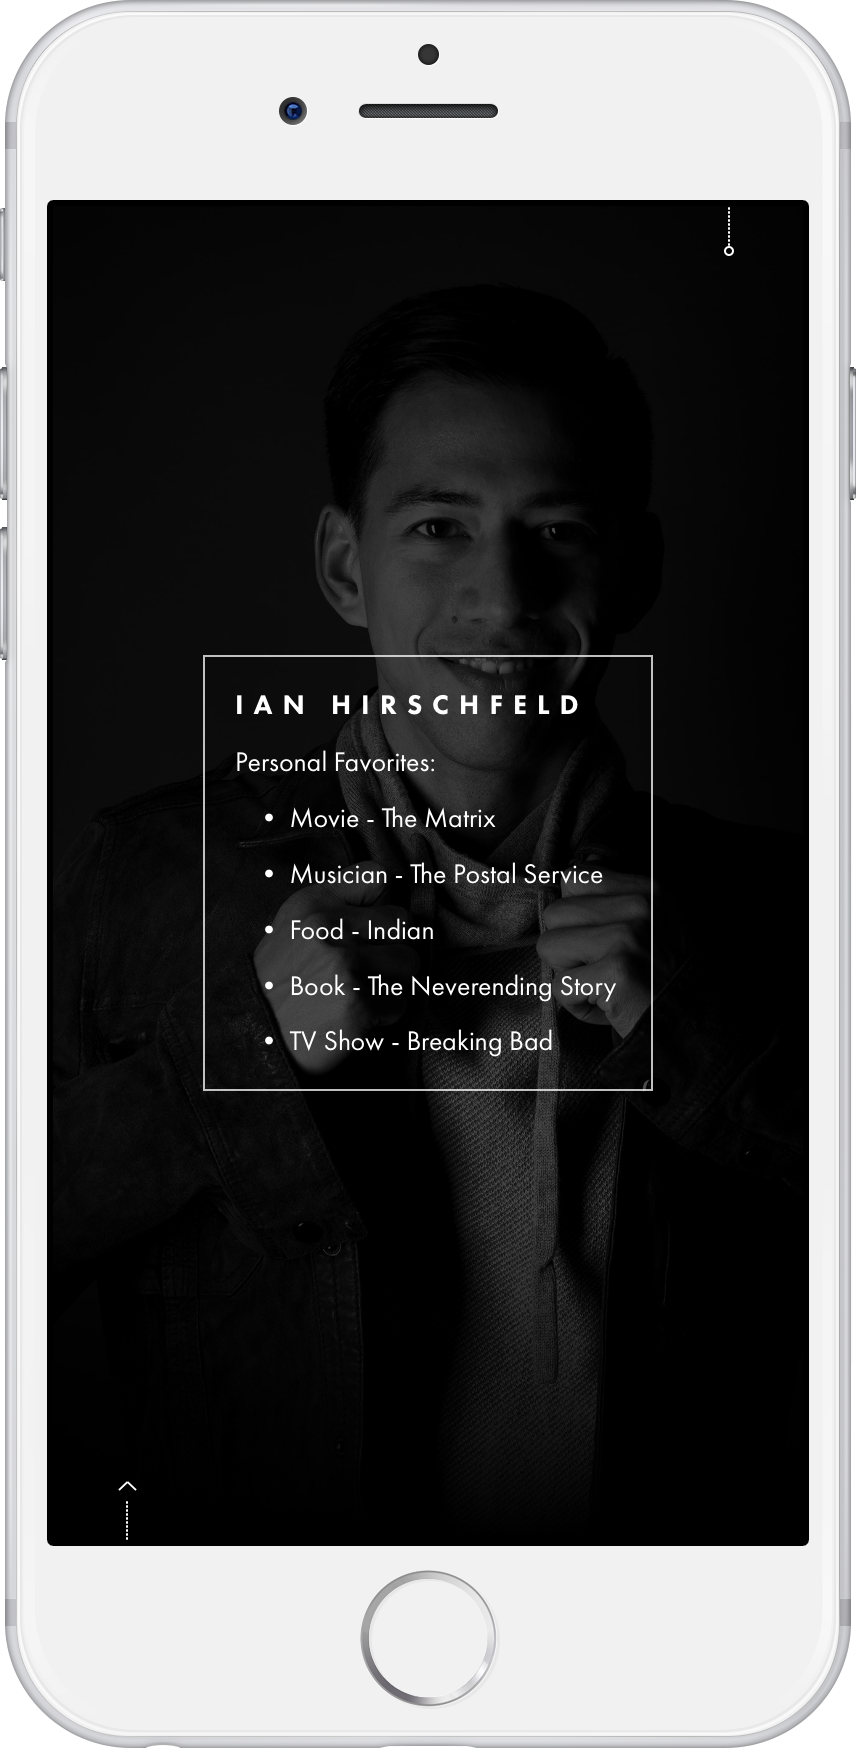 IAN HIRSCHFELD
Personal Favorites:
• Movie - The Matrix
• Musician - The Postal Service
• Food - Indian
• Book - The Neverending Story
• TV Show - Breaking Bad